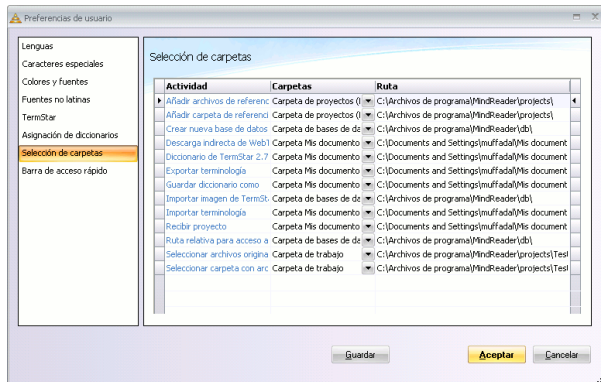 Preferencias de usuario
Lenguas
Caracteres especiales
Colores y fuentes
Fuentes no latinas
TermStar
Asignación de diccionarios
Selección de carpetas
Barra de acceso rápido
Selección de carpetas
Actividad Carpetas Ruta
Añadir archivos de referenc Carpeta de proyectos (I C:\Archivos de programa\MindReader\projects\
Añadir carpeta de referenci Carpeta de proyectos (I C:\Archivos de programa\MindReader\projects\
Crear nueva base de datos Carpeta de bases de da C:\Archivos de programa\MindReader\db\
Descarga indirecta de WebT Carpeta Mis documento C:\Documents and Settings\muffadal\Mis document
Diccionario de TermStar 2.7 Carpeta Mis documento C:\Documents and Settings\muffadal\Mis document
Exportar terminología Carpeta Mis documento C:\Documents and Settings\muffadal\Mis document
Guardar diccionario como Carpeta Mis documento C:\Documents and Settings\muffadal\Mis document
Importar imagen de TermSt Carpeta de bases de da C:\Archivos de programa\MindReader\db\
Importar terminología Carpeta Mis documento C:\Documents and Settings\muffadal\Mis document
Recibir proyecto Carpeta Mis documento C:\Documents and Settings\muffadal\Mis document
Ruta relativa para acceso a Carpeta de bases de da C:\Archivos de programa\MindReader\db\
Seleccionar archivos origina Carpeta de trabajo C:\Archivos de programa\MindReader\projects\Test
Seleccionar carpeta con arc Carpeta de trabajo C:\Archivos de programa\MindReader\projects\Test
Guardar Aceptar Cancelar